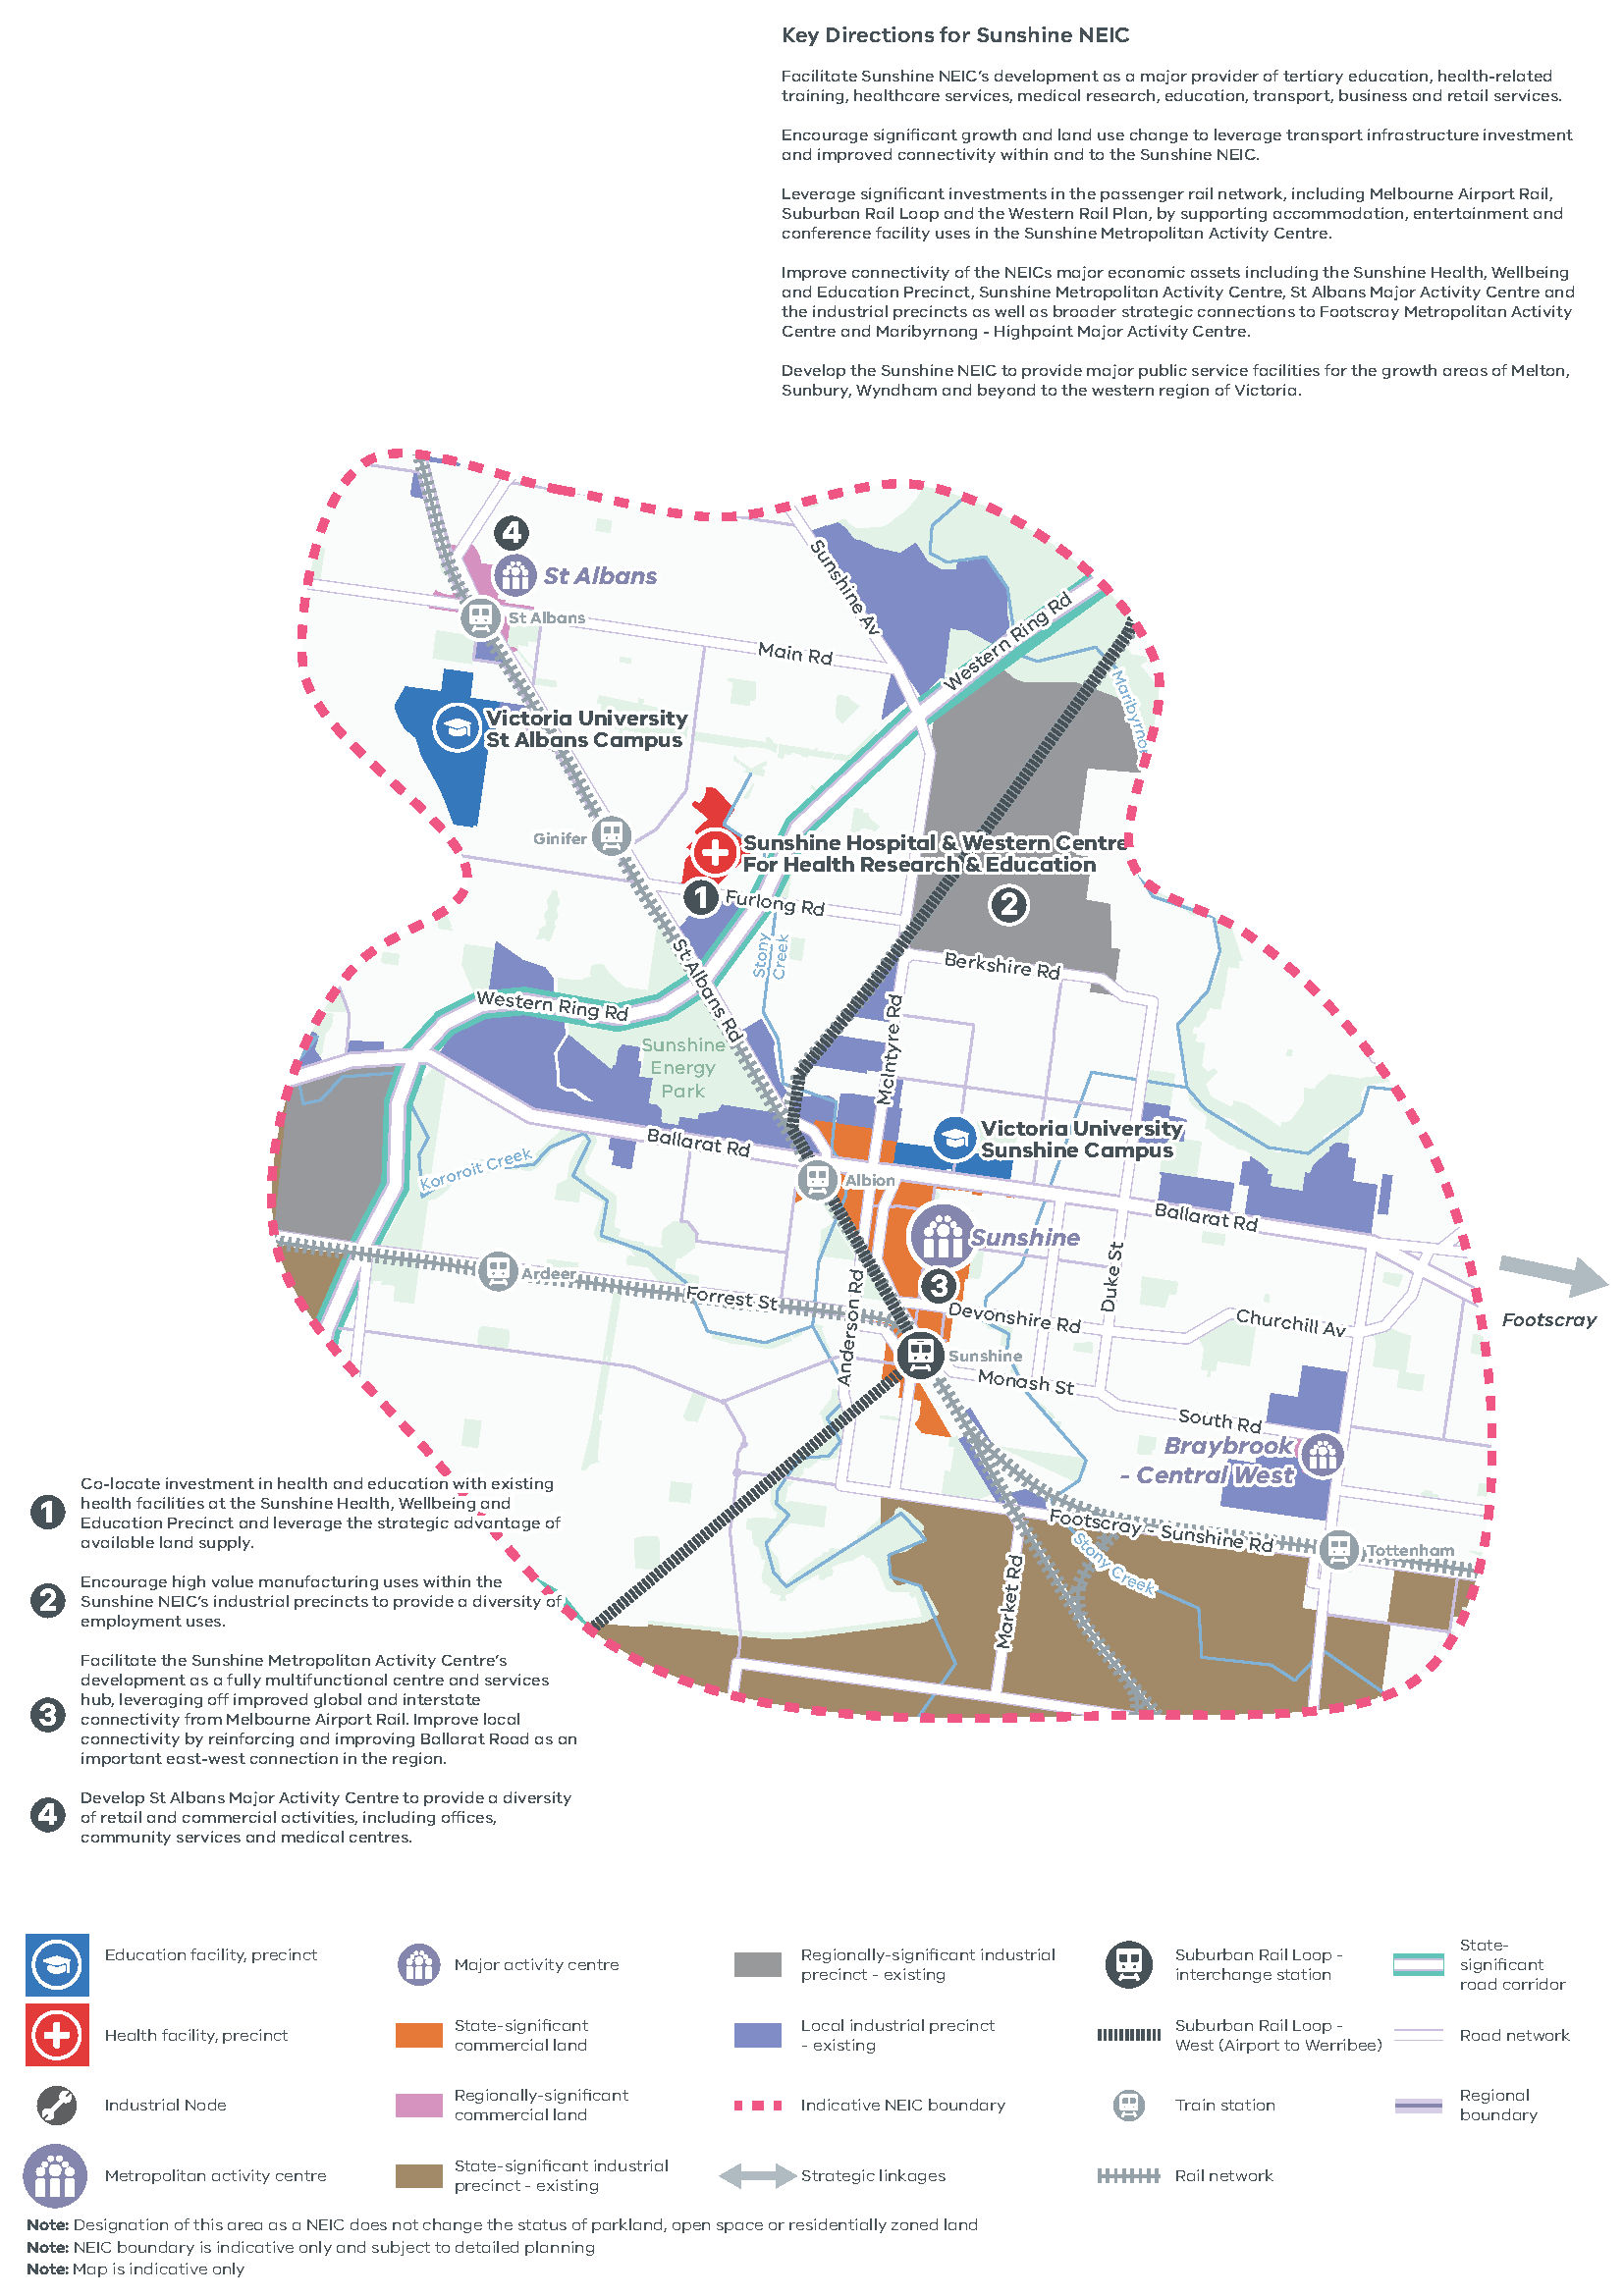 Key Directions for Sunshine NEIC
Facilitate Sunshine NEIC's development as a major provider of tertiary education, health-related
training, healthcare services, medical research, education, transport, business and retail services.
Encourage significant growth and land use change to leverage transport infrastructure investment
and improved connectivity within and to the Sunshine NEIC.
Leverage significant investments in the passenger rail network, including Melbourne Airport Rail,
Suburban Rail Loop and the Western Rail Plan, by supporting accommodation, entertainment and
conference facility uses in the Sunshine Metropolitan Activity Centre.
Improve connectivity of the NEICs major economic assets including the Sunshine Health, Wellbeing
and Education Precinct, Sunshine Metropolitan Activity Centre, St Albans Major Activity Centre and
the industrial precincts as well as broader strategic connections to Footscray Metropolitan Activity
Centre and Maribyrnong - Highpoint Major Activity Centre.
Develop the Sunshine NEIC to provide major public service facilities for the growth areas of Melton,
Sunbury, Wyndham and beyond to the western region of Victoria.
4
St Albans
St Albans
Sunshine Av
Main Rd
Western Ring Rd
Maribyrno
Victoria University
St Albans Campus
Ginifer
Sunshine Hospital & Western Centre
For Health Research & Education
1
Furlong Rd
2
Stony
Creek
St Albans Rd
Berkshire Rd
Western Ring Rd
McIntyre Rd
Sunshine
Energy
Park
Victoria University
Sunshine Campus
Ballarat Rd
Kororoit Creek
Albion
Ballarat Rd
Sunshine
Duke St
Ardeer
3
Forrest St
Anderson Rd
Devonshire Rd
Churchill Av
Footscray
Sunshine
Monash St
South Rd
Braybrook
- Central West
Footscray - Sunshine Rd
Tottenham
Stony Creek
Market Rd
1
Co-locate investment in health and education with existing
health facilities at the Sunshine Health, Wellbeing and
Education Precinct and leverage the strategic advantage of
available land supply.
2
Encourage high value manufacturing uses within the
Sunshine NEIC's industrial precincts to provide a diversity of
employment uses.
3
Facilitate the Sunshine Metropolitan Activity Centre's
development as a fully multifunctional centre and services
hub, leveraging off improved global and interstate
connectivity from Melbourne Airport Rail. Improve local
connectivity by reinforcing and improving Ballarat Road as an
important east-west connection in the region.
4
Develop St Albans Major Activity Centre to provide a diversity
of retail and commercial activities, including offices,
community services and medical centres.
Education facility, precinct
Health facility, precinct
Industrial Node
Metropolitan activity centre
Major activity centre
State-significant
commercial land
Regionally-significant
commercial land
State-significant industrial
precinct - existing
Regionally-significant industrial
precinct - existing
Local industrial precinct
- existing
Indicative NEIC boundary
Strategic linkages
Suburban Rail Loop -
interchange station
Suburban Rail Loop -
West (Airport to Werribee)
Train station
Rail network
State-
significant
road corridor
Road network
Regional
boundary
Note: Designation of this area as a NEIC does not change the status of parkland, open space or residentially zoned land
Note: NEIC boundary is indicative only and subject to detailed planning
Note: Map is indicative only